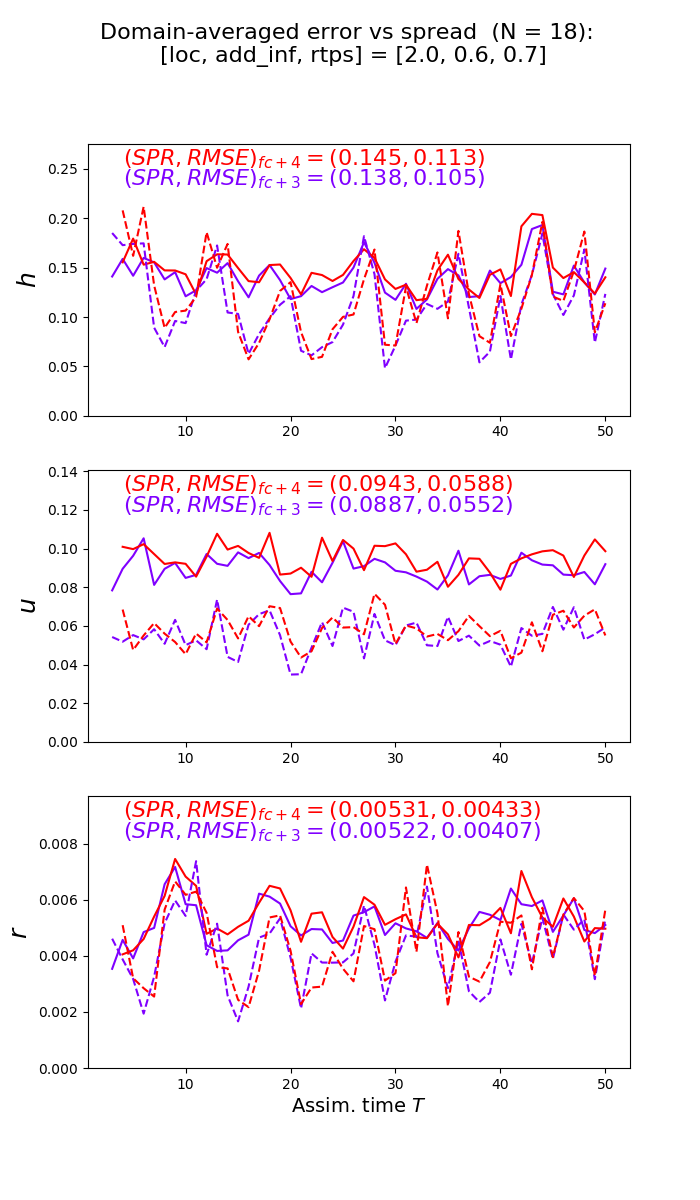 Domain-averaged error vs spread (N = 18):
[loc, add_inf, rtps] = [2.0, 0.6, 0.7]
(SPR, RMSE)fc+4 = (0.145, 0.113)
(SPR, RMSE)fc+3 = (0.138, 0.105)
0.25
0.20
0.15
0.10
0.05
0.00
h
10 20 30 40 50
(SPR, RMSE)fc+4 = (0.0943, 0.0588)
(SPR, RMSE)fc+3 = (0.0887, 0.0552)
0.14
0.12
0.10
0.08
0.06
0.04
0.02
0.00
u
10 20 30 40 50
(SPR, RMSE)fc+4 = (0.00531, 0.00433)
(SPR, RMSE)fc+3 = (0.00522, 0.00407)
0.008
0.006
0.004
0.002
0.000
r
10 20 30 40 50
Assim. time T